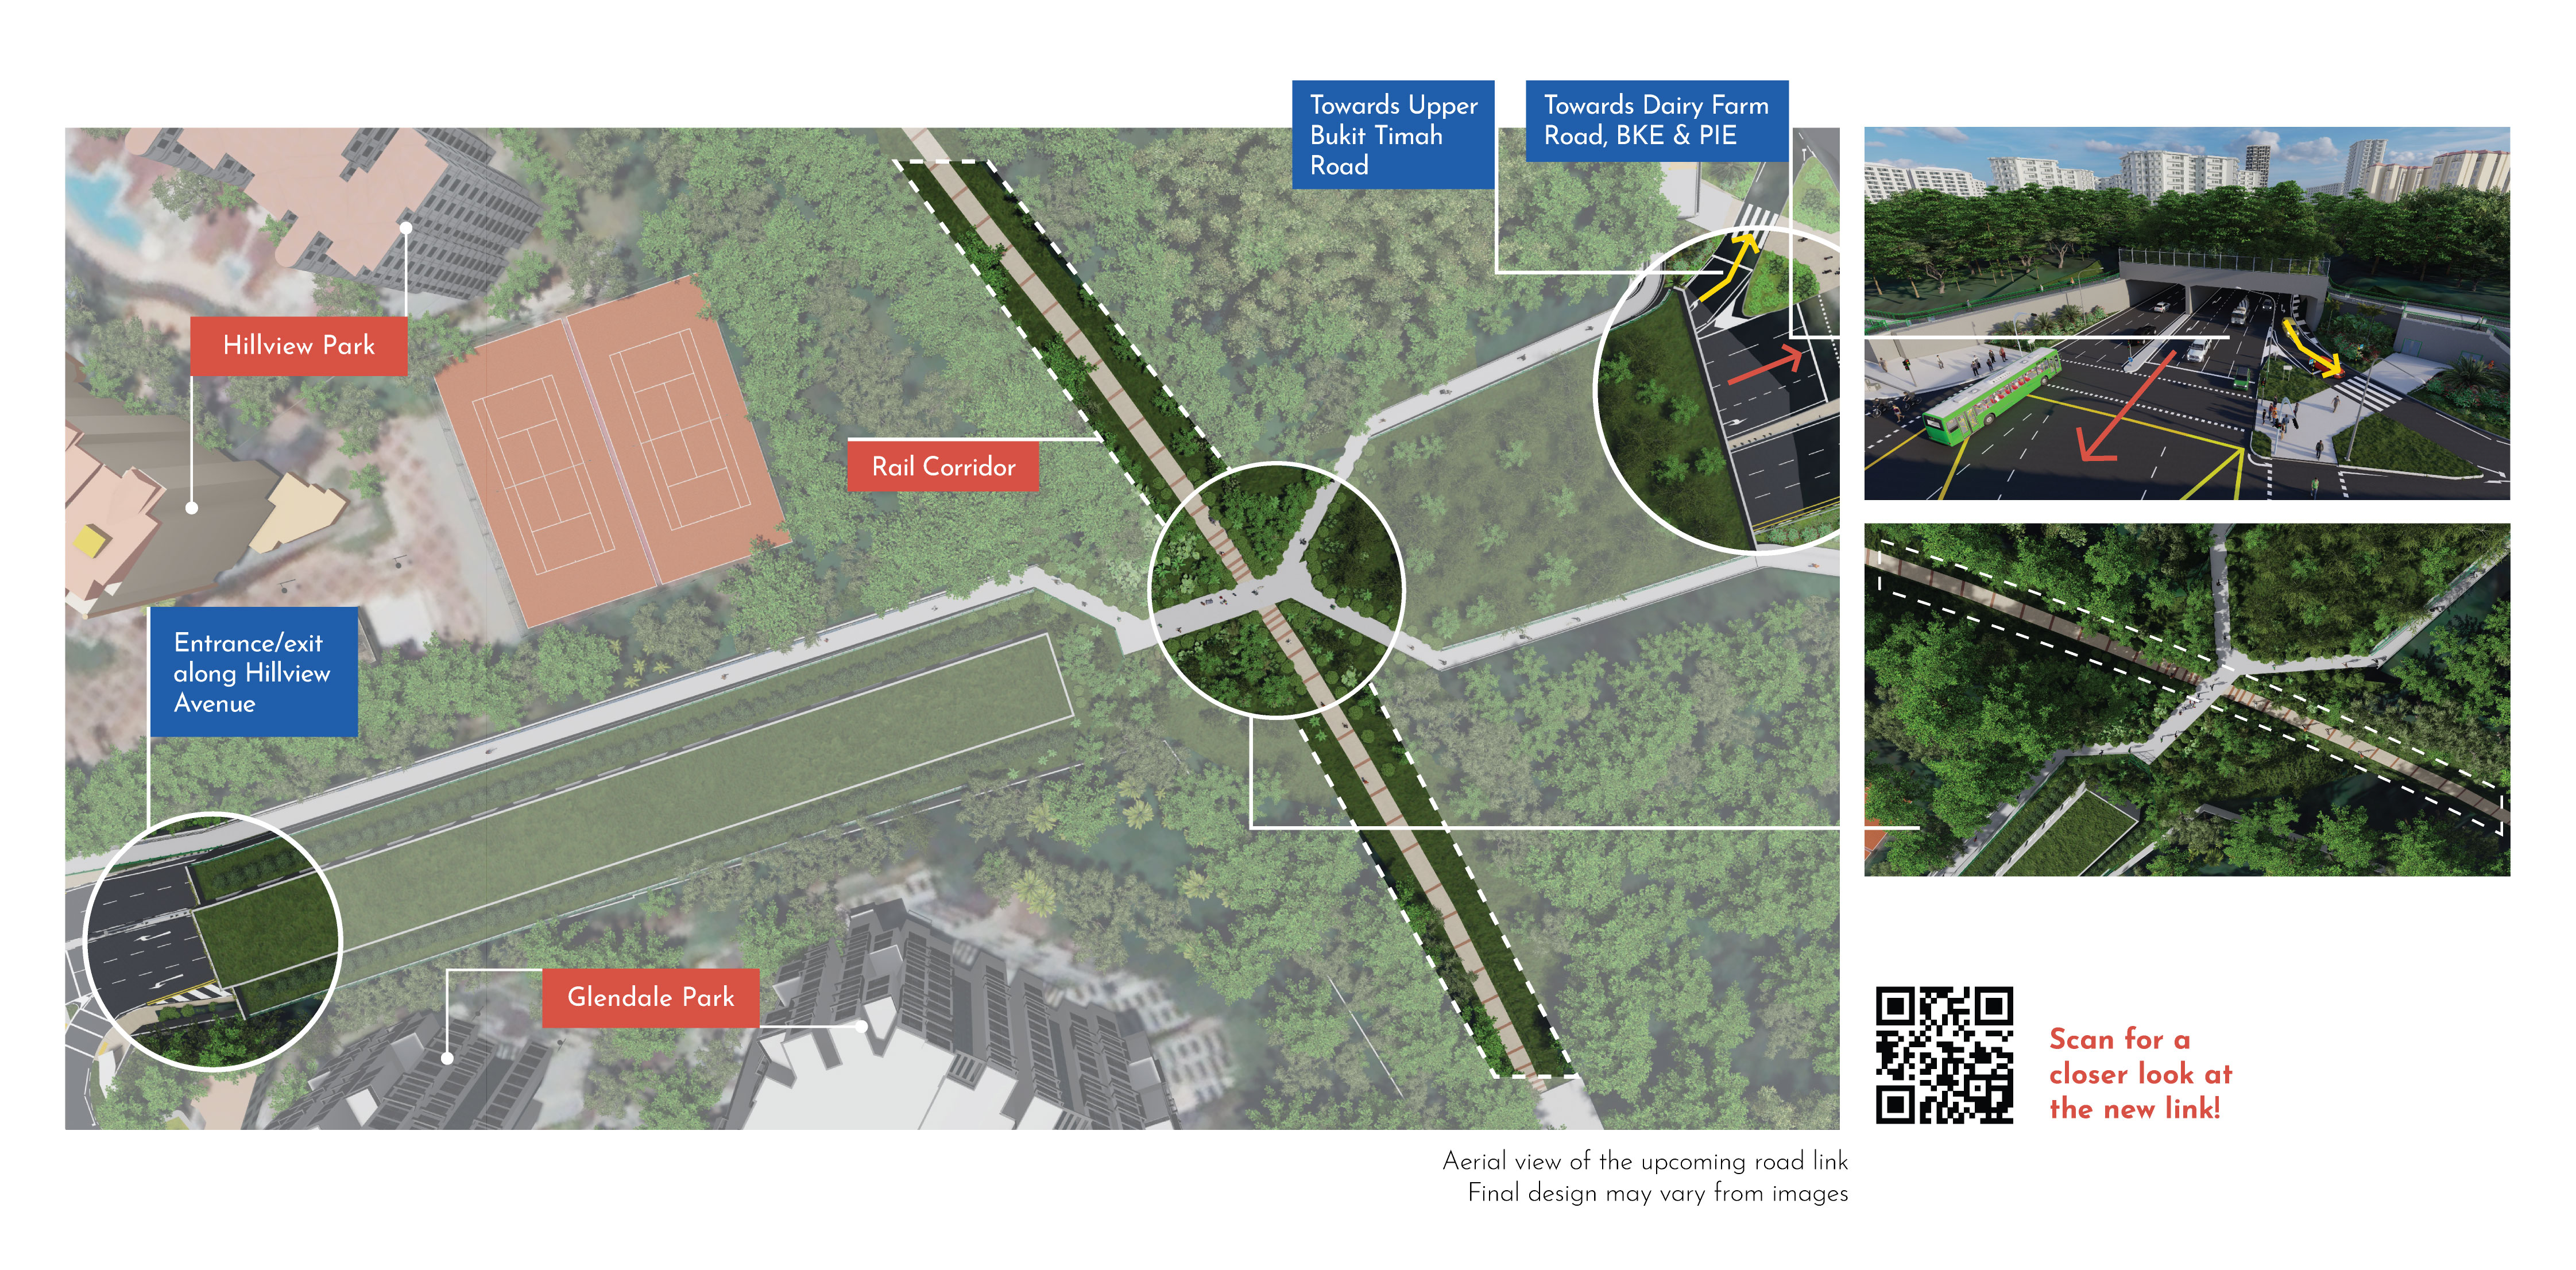 Towards Upper
Bukit Timah
Road
Towards Dairy Farm
Road, BKE & PIE
Hillview Park
Rail Corridor
Entrance/exit
along Hillview
Avenue
Glendale Park
Scan for a
closer look at
the new link!
Aerial view of the upcoming road link
Final design may vary from images